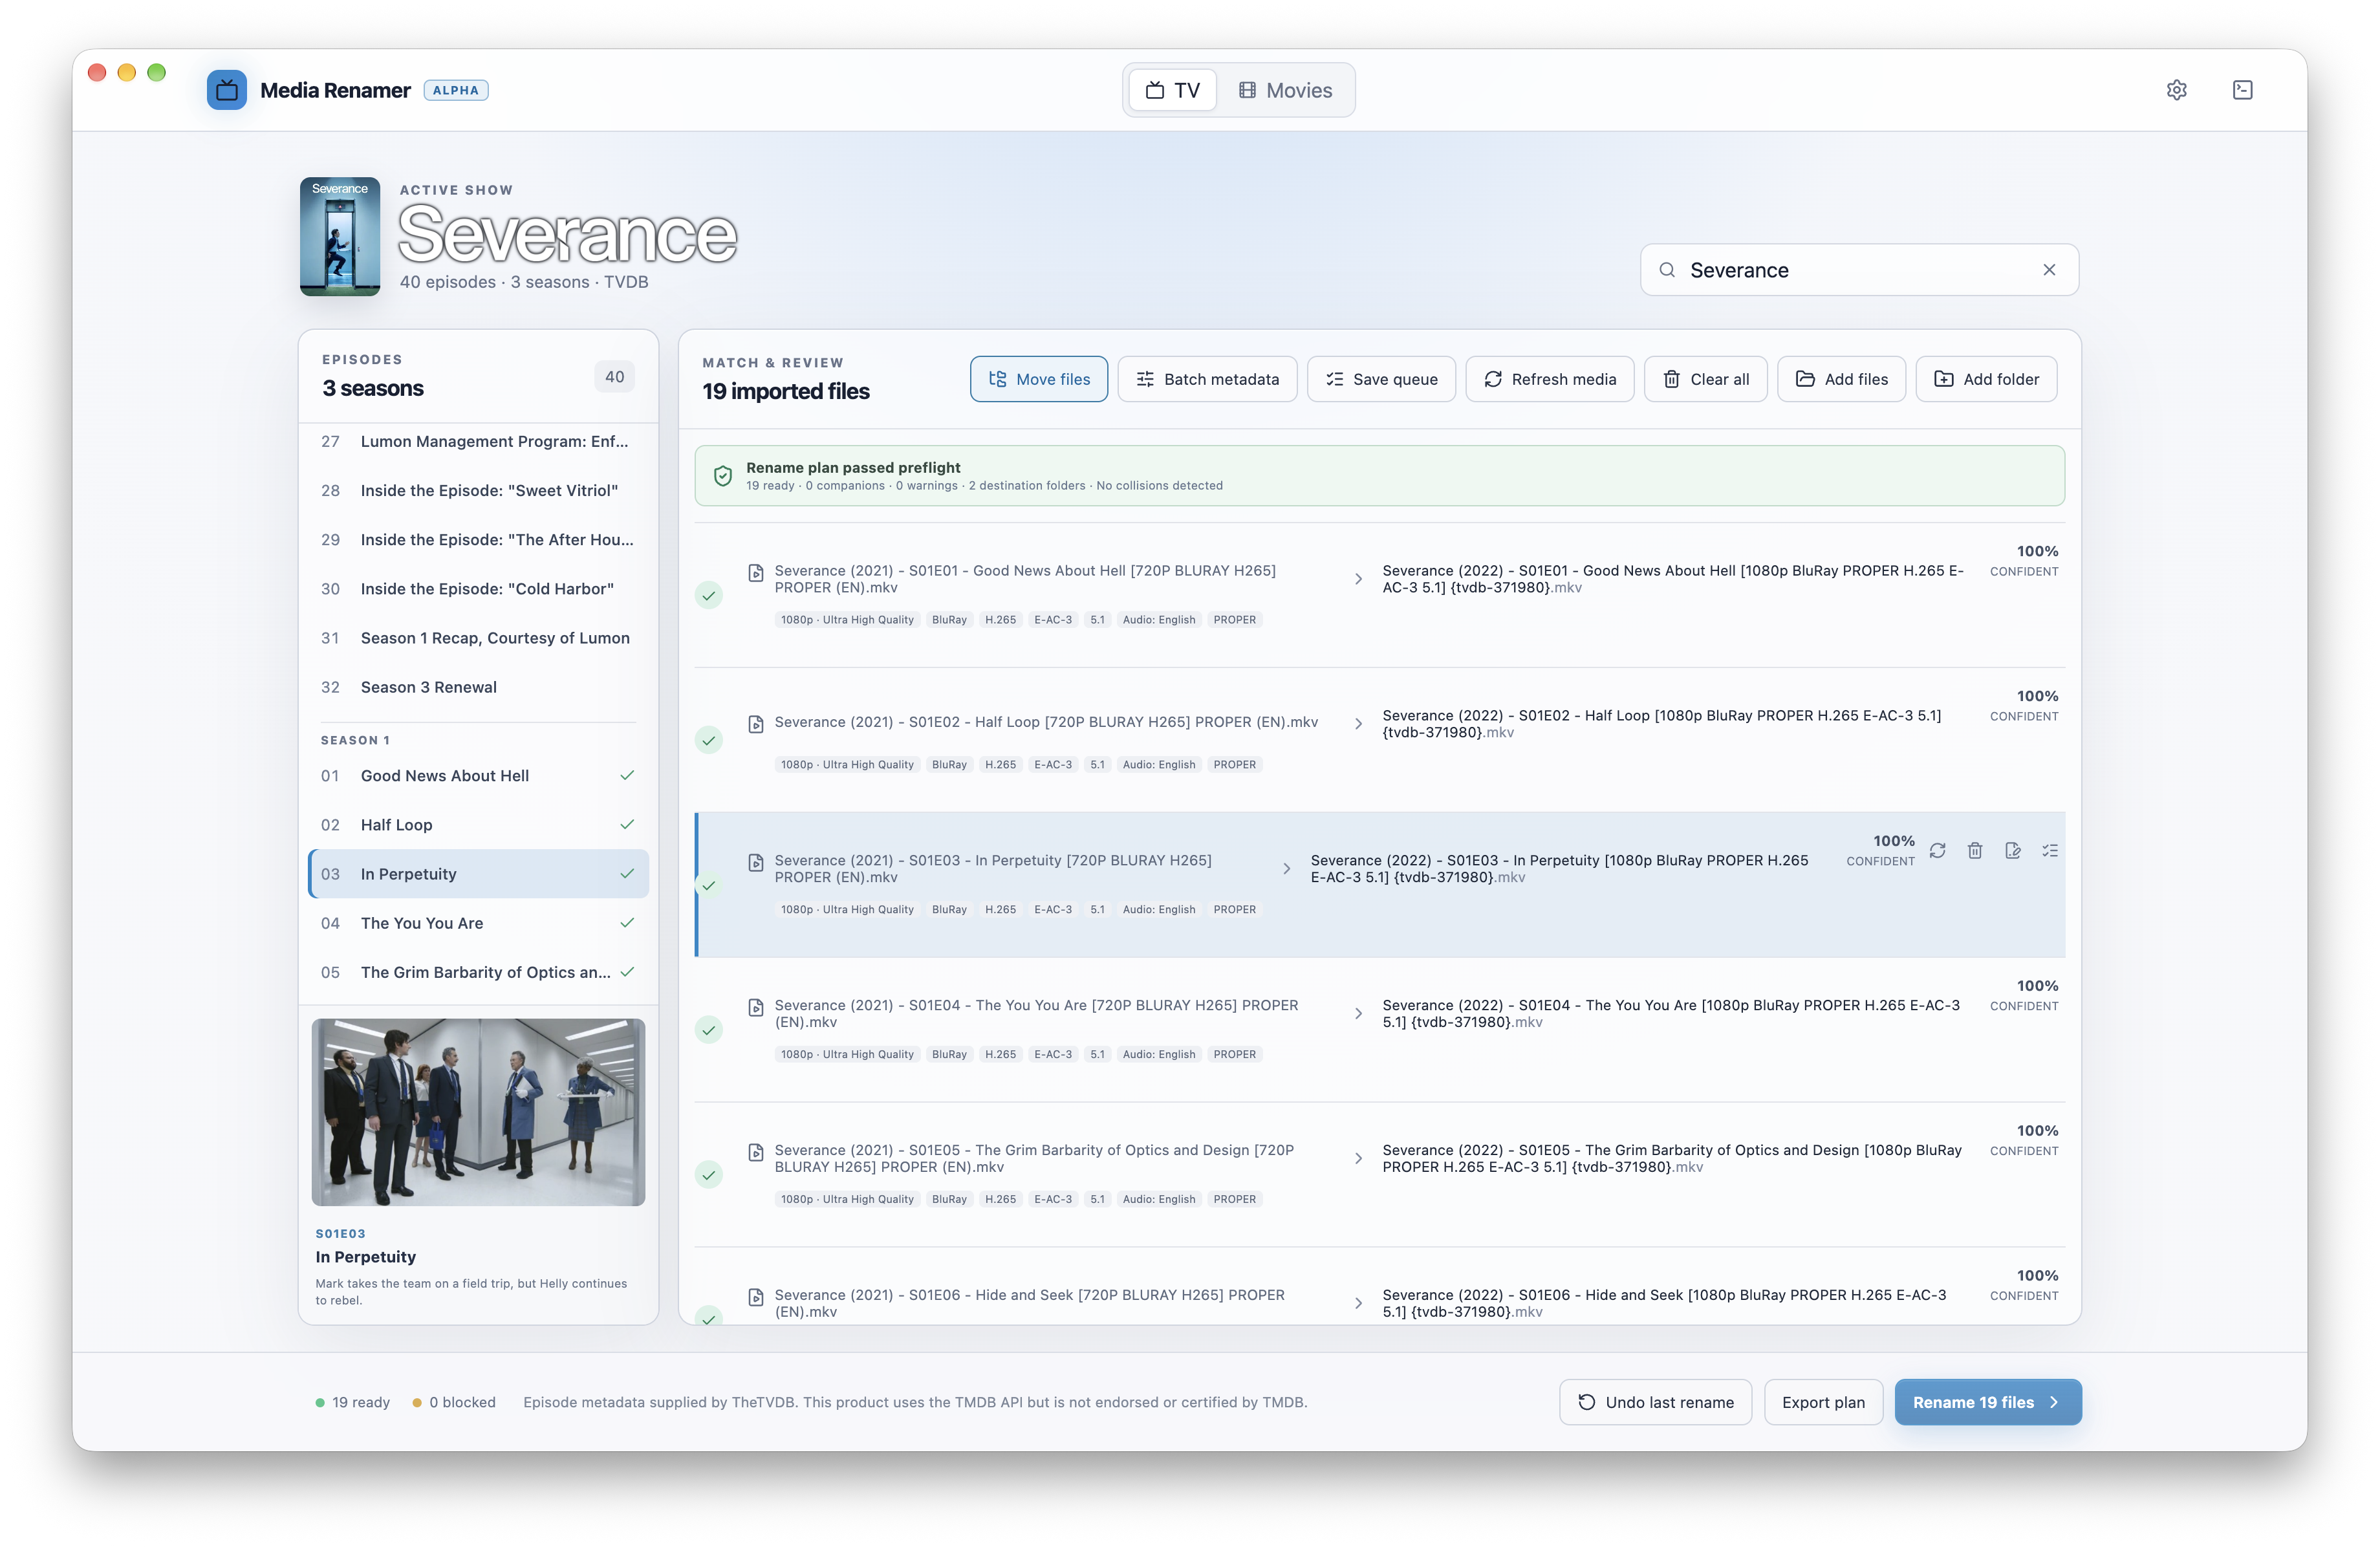 Media Renamer
ALPHA
TV
Movies
Severance
ACTIVE SHOW
Severance
40 episodes · 3 seasons · TVDB
Severance
EPISODES
3 seasons
40
27 Lumon Management Program: Enf...
28 Inside the Episode: "Sweet Vitriol"
29 Inside the Episode: "The After Hou...
30 Inside the Episode: "Cold Harbor"
31 Season 1 Recap, Courtesy of Lumon
32 Season 3 Renewal
SEASON 1
01 Good News About Hell
02 Half Loop
03 In Perpetuity
04 The You You Are
05 The Grim Barbarity of Optics an...
S01E03
In Perpetuity
Mark takes the team on a field trip, but Helly continues
to rebel.
MATCH & REVIEW
19 imported files
Move files
Batch metadata
Save queue
Refresh media
Clear all
Add files
Add folder
Rename plan passed preflight
19 ready · 0 companions · 0 warnings · 2 destination folders · No collisions detected
Severance (2021) - S01E01 - Good News About Hell [720P BLURAY H265]
PROPER (EN).mkv
1080p · Ultra High Quality BluRay H.265 E-AC-3 5.1 Audio: English PROPER
Severance (2022) - S01E01 - Good News About Hell [1080p BluRay PROPER H.265 E-
AC-3 5.1] {tvdb-371980}.mkv
100%
CONFIDENT
Severance (2021) - S01E02 - Half Loop [720P BLURAY H265] PROPER (EN).mkv
1080p · Ultra High Quality BluRay H.265 E-AC-3 5.1 Audio: English PROPER
Severance (2022) - S01E02 - Half Loop [1080p BluRay PROPER H.265 E-AC-3 5.1]
{tvdb-371980}.mkv
100%
CONFIDENT
Severance (2021) - S01E03 - In Perpetuity [720P BLURAY H265]
PROPER (EN).mkv
1080p · Ultra High Quality BluRay H.265 E-AC-3 5.1 Audio: English PROPER
Severance (2022) - S01E03 - In Perpetuity [1080p BluRay PROPER H.265
E-AC-3 5.1] {tvdb-371980}.mkv
100%
CONFIDENT
Severance (2021) - S01E04 - The You You Are [720P BLURAY H265] PROPER
(EN).mkv
1080p · Ultra High Quality BluRay H.265 E-AC-3 5.1 Audio: English PROPER
Severance (2022) - S01E04 - The You You Are [1080p BluRay PROPER H.265 E-AC-3
5.1] {tvdb-371980}.mkv
100%
CONFIDENT
Severance (2021) - S01E05 - The Grim Barbarity of Optics and Design [720P
BLURAY H265] PROPER (EN).mkv
1080p · Ultra High Quality BluRay H.265 E-AC-3 5.1 Audio: English PROPER
Severance (2022) - S01E05 - The Grim Barbarity of Optics and Design [1080p BluRay
PROPER H.265 E-AC-3 5.1] {tvdb-371980}.mkv
100%
CONFIDENT
Severance (2021) - S01E06 - Hide and Seek [720P BLURAY H265] PROPER
(EN).mkv
Severance (2022) - S01E06 - Hide and Seek [1080p BluRay PROPER H.265 E-AC-3
5.1] {tvdb-371980}.mkv
100%
CONFIDENT
19 ready
0 blocked
Episode metadata supplied by TheTVDB. This product uses the TMDB API but is not endorsed or certified by TMDB.
Undo last rename
Export plan
Rename 19 files